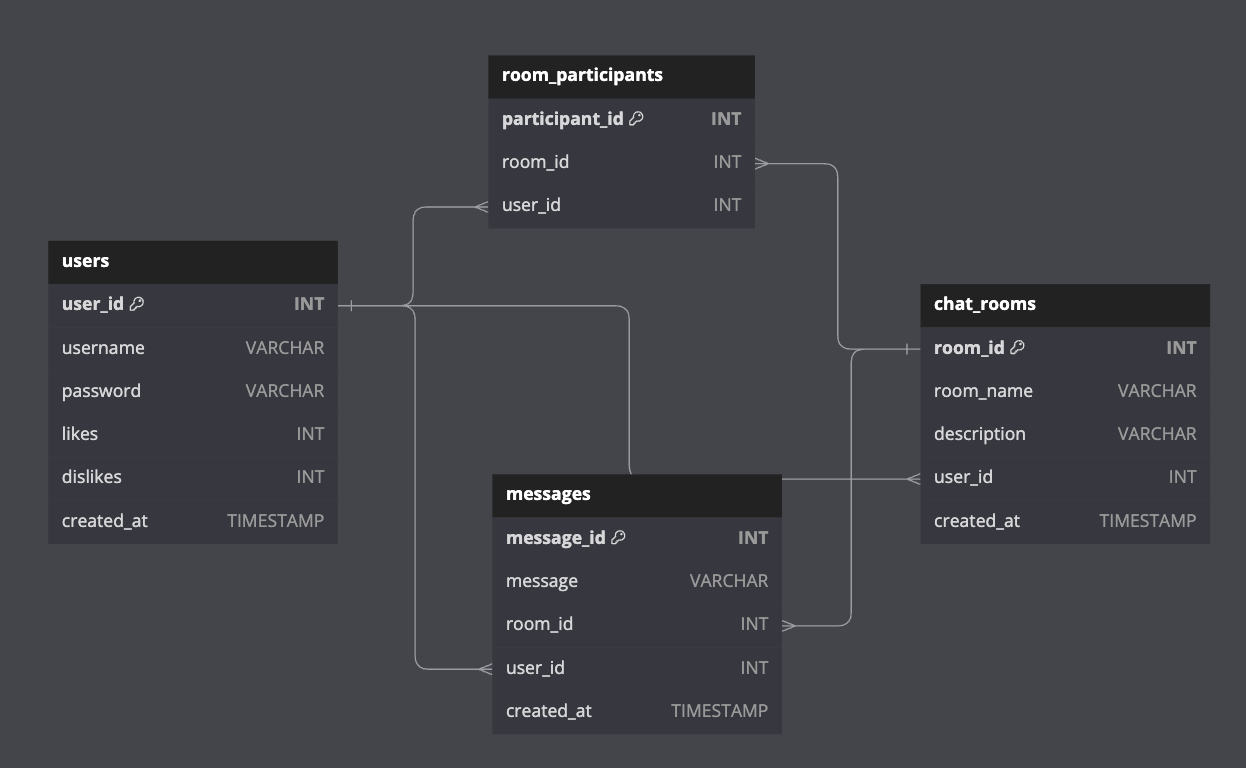 room_participants
participant_id INT
room_id INT
user_id INT
users
user_id INT
username VARCHAR
password VARCHAR
likes INT
dislikes INT
created_at TIMESTAMP
chat_rooms
room_id INT
room_name VARCHAR
description VARCHAR
user_id INT
created_at TIMESTAMP
messages
message_id INT
message VARCHAR
room_id INT
user_id INT
created_at TIMESTAMP